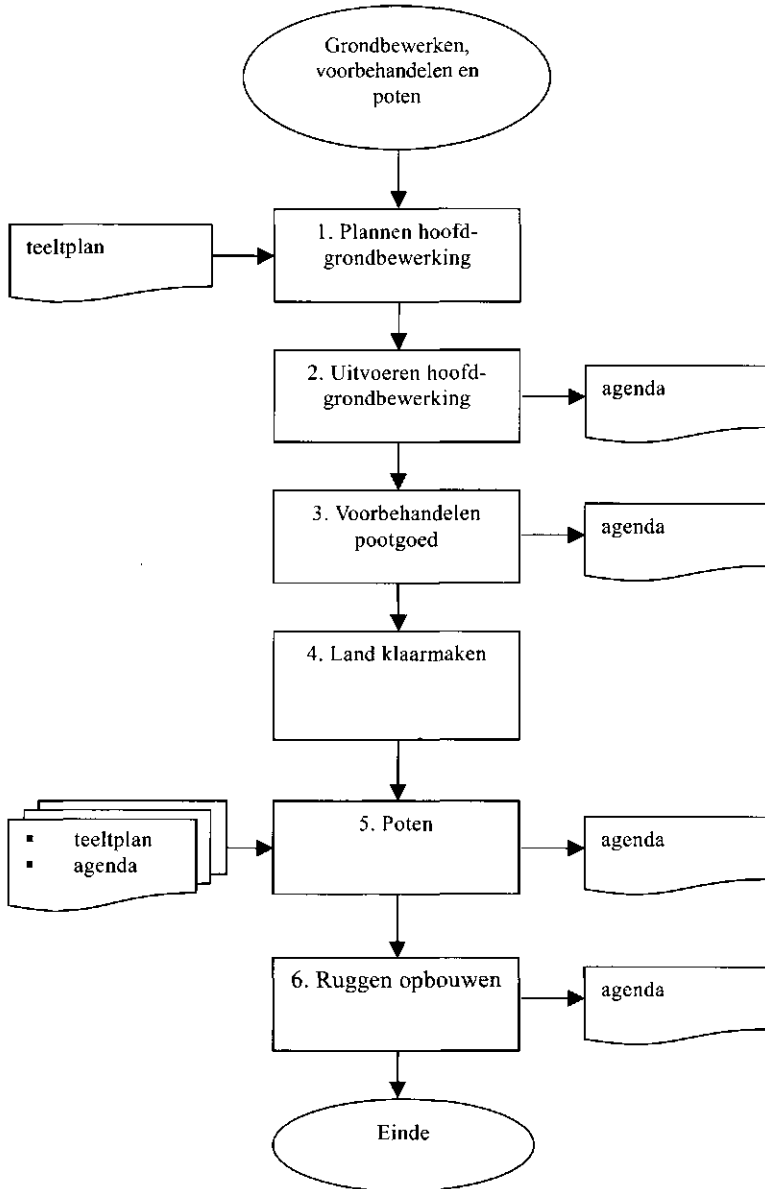 Grondbewerken,
voorbehandelen en
poten
teeltplan
1. Plannen hoofd-
grondbewerking
2. Uitvoeren hoofd-
grondbewerking
agenda
3. Voorbehandelen
pootgoed
agenda
4. Land klaarmaken
▪ teeltplan
▪ agenda
5. Poten
agenda
6. Ruggen opbouwen
agenda
Einde